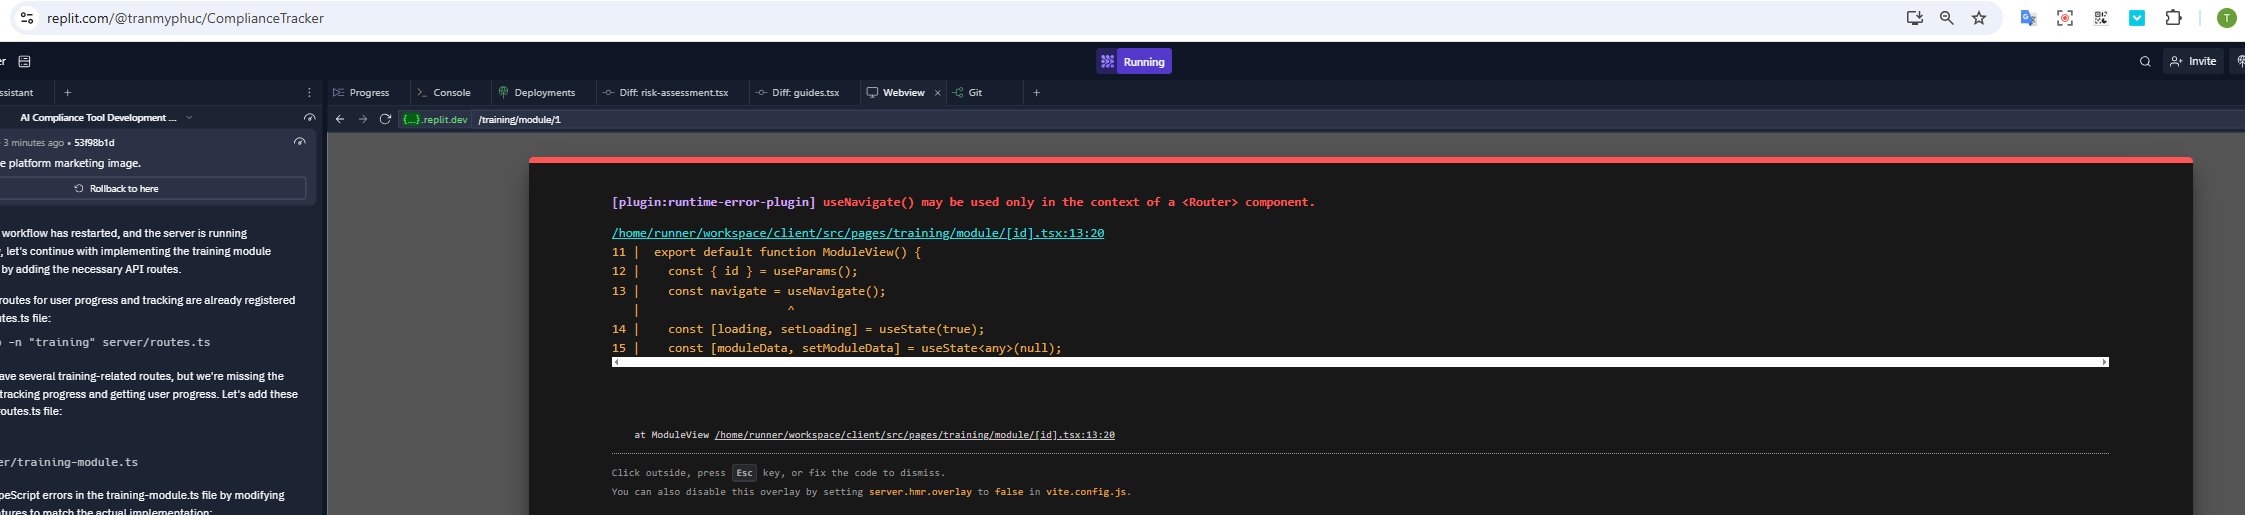 replit.com/@tranmyphuc/ComplianceTracker
T
er
Running
Invite
ssistant
Progress
Console
Deployments
Diff: risk-assessment.tsx
Diff: guides.tsx
Webview
Git
AI Compliance Tool Development ...
{...}.replit.dev /training/module/1
3 minutes ago • 53f98b1d
e platform marketing image.
Rollback to here
workflow has restarted, and the server is running
, let's continue with implementing the training module
by adding the necessary API routes.
routes for user progress and tracking are already registered
utes.ts file:
-n "training" server/routes.ts
ave several training-related routes, but we're missing the
tracking progress and getting user progress. Let's add these
routes.ts file:
er/training-module.ts
peScript errors in the training-module.ts file by modifying
atures to match the actual implementation:
[plugin:runtime-error-plugin] useNavigate() may be used only in the context of a <Router> component.
/home/runner/workspace/client/src/pages/training/module/[id].tsx:13:20
11 | export default function ModuleView() {
12 | const { id } = useParams();
13 | const navigate = useNavigate();
| ^
14 | const [loading, setLoading] = useState(true);
15 | const [moduleData, setModuleData] = useState<any>(null);
at ModuleView /home/runner/workspace/client/src/pages/training/module/[id].tsx:13:20
Click outside, press Esc key, or fix the code to dismiss.
You can also disable this overlay by setting server.hmr.overlay to false in vite.config.js.